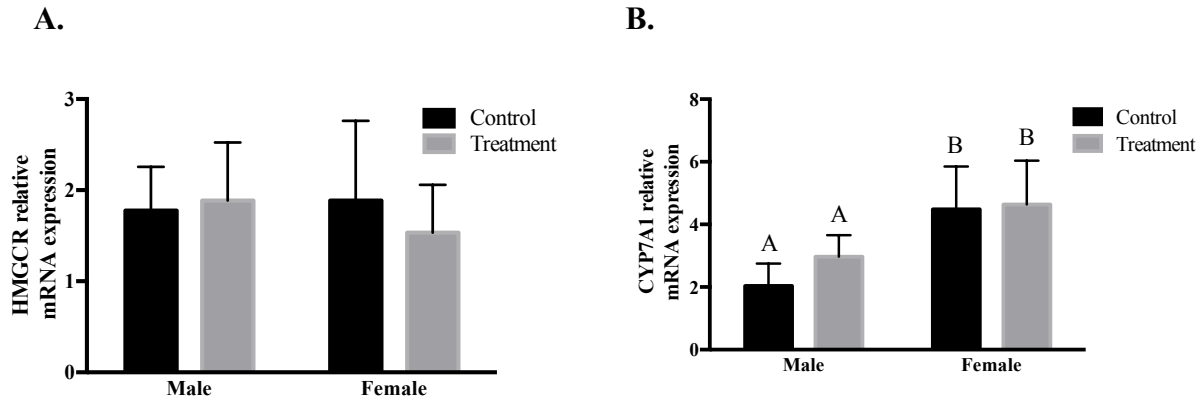 A.
HMGCR relative
mRNA expression
3
2
1
0
Control
Treatment
Male
Female
B.
CYP7A1 relative
mRNA expression
8
6
4
2
0
A
A
B
B
Control
Treatment
Male
Female